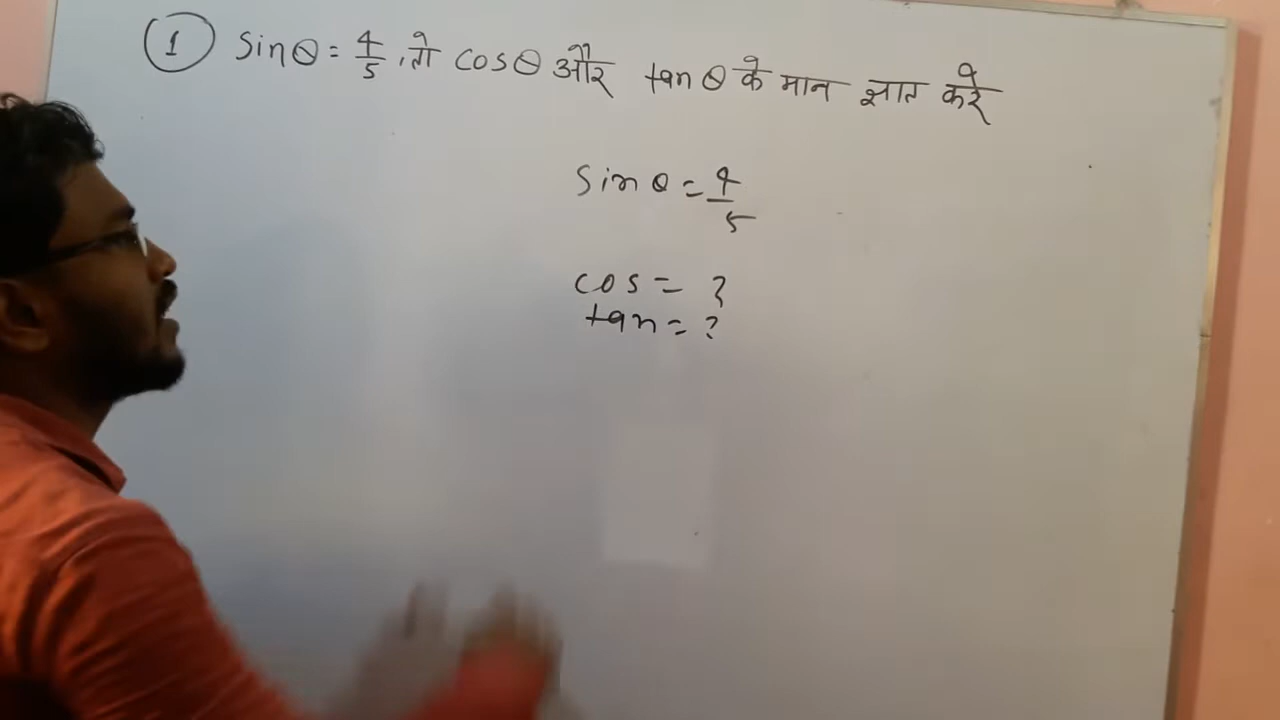 ① sinθ = 4/5 , तो cosθ और tanθ के मान ज्ञात करें
sinθ = 4/5
cos = ?
tan = ?